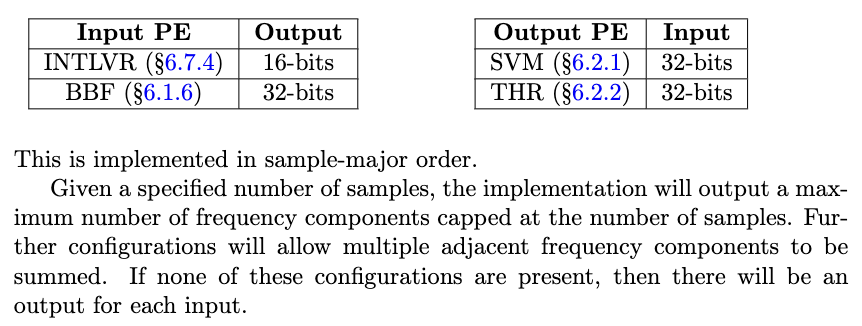 Input PE Output
INTLVR (§6.7.4) 16-bits
BBF (§6.1.6) 32-bits
Output PE Input
SVM (§6.2.1) 32-bits
THR (§6.2.2) 32-bits
This is implemented in sample-major order.
Given a specified number of samples, the implementation will output a max-
imum number of frequency components capped at the number of samples. Fur-
ther configurations will allow multiple adjacent frequency components to be
summed. If none of these configurations are present, then there will be an
output for each input.